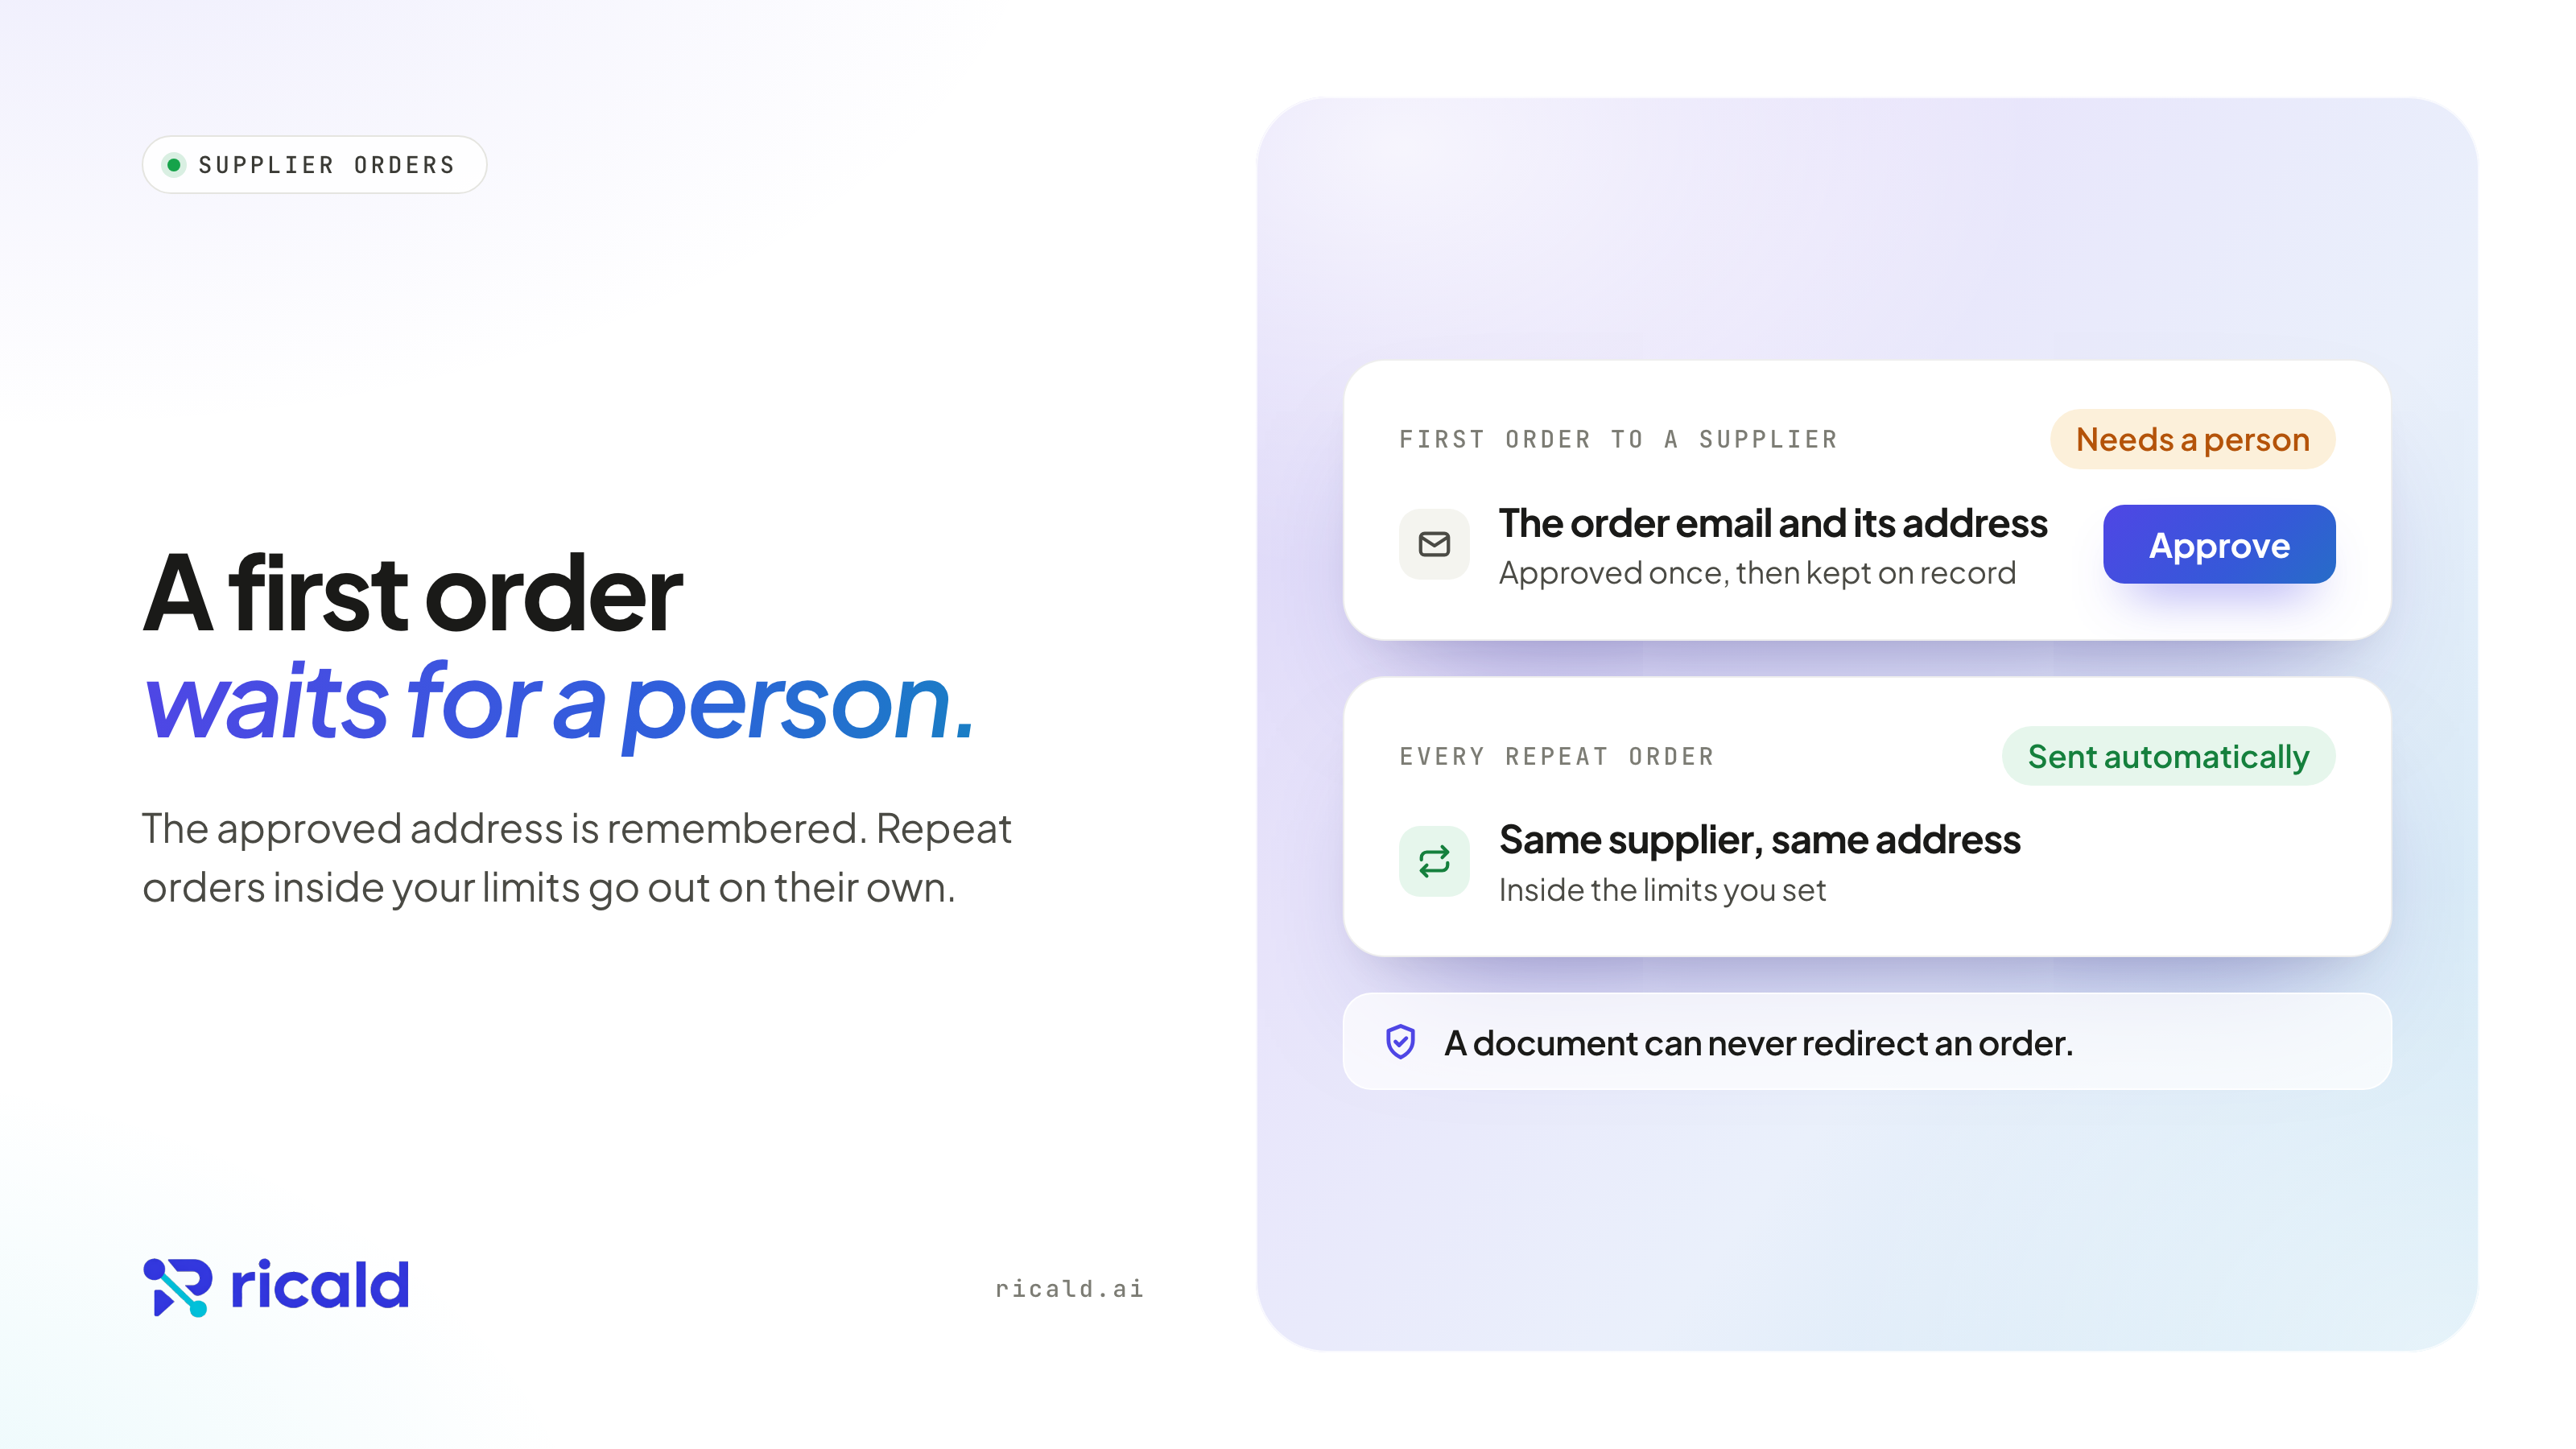 SUPPLIER ORDERS
A first order
waits for a person.
The approved address is remembered. Repeat
orders inside your limits go out on their own.
ricald
ricald.ai
FIRST ORDER TO A SUPPLIER
Needs a person
The order email and its address
Approved once, then kept on record
Approve
EVERY REPEAT ORDER
Sent automatically
Same supplier, same address
Inside the limits you set
A document can never redirect an order.